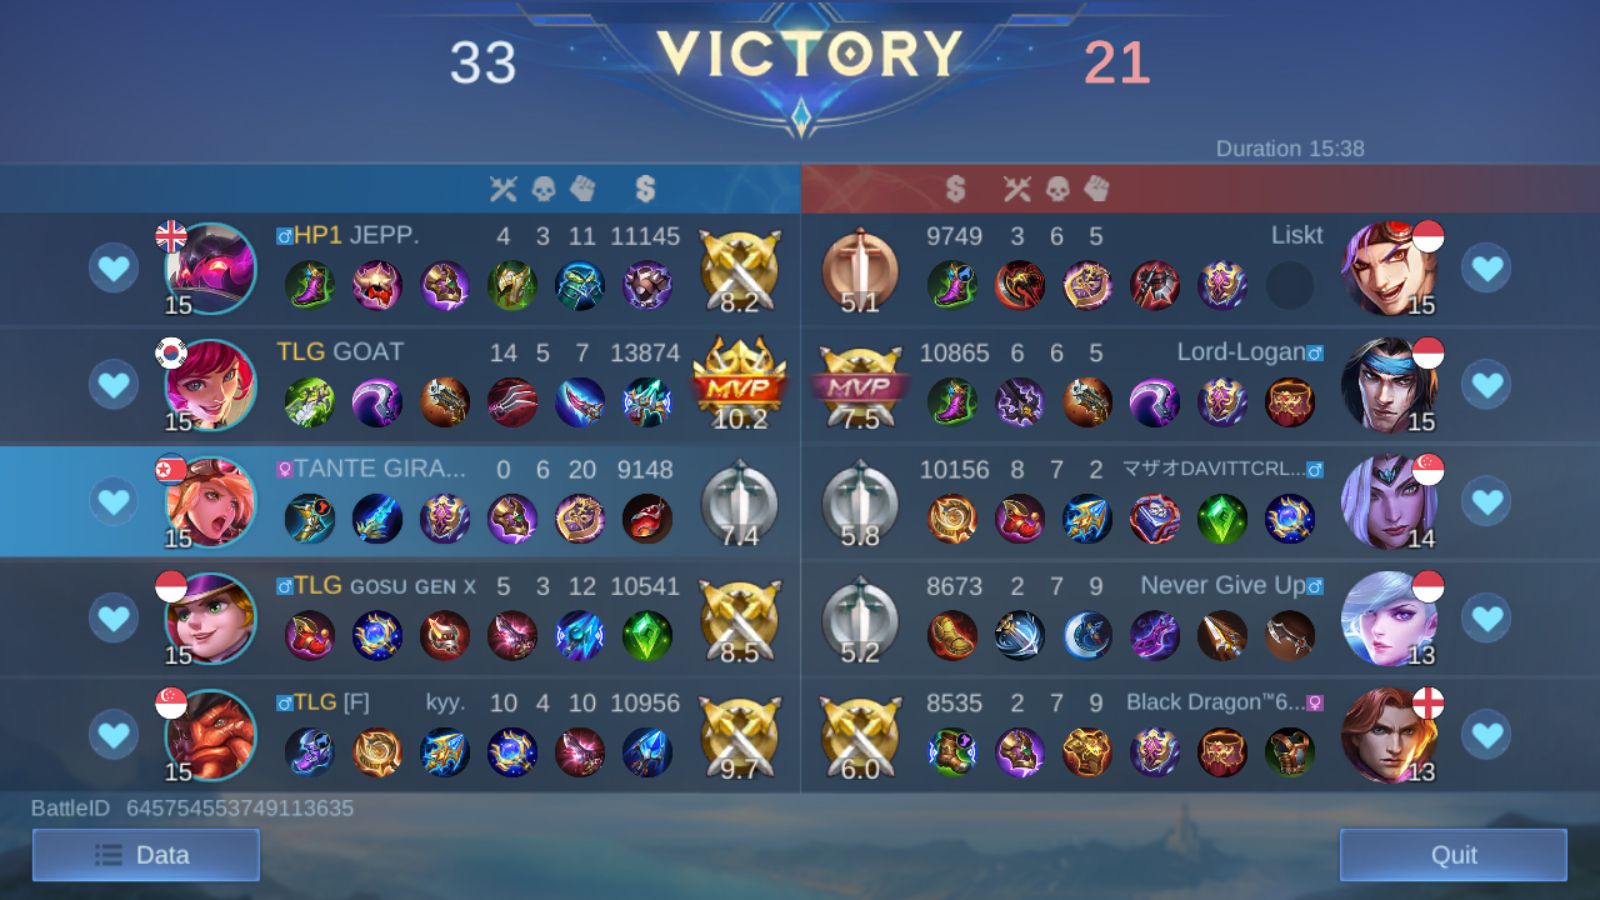 33 VICTORY 21
Duration 15:38
HP1 JEPP. 4 3 11 11145 8.2 15
5.1 9749 3 6 5 Liskt 15
TLG GOAT 14 5 7 13874 MVP 10.2 15
MVP 7.5 10865 6 6 5 Lord-Logan 15
TANTE GIRA... 0 6 20 9148 7.4 15
5.8 10156 8 7 2 マザオDAVITTCRL... 14
TLG GOSU GEN X 5 3 12 10541 8.5 15
5.2 8673 2 7 9 Never Give Up 13
TLG [F] kyy. 10 4 10 10956 9.7 15
6.0 8535 2 7 9 Black Dragon™6... 13
BattleID 645754553749113635
Data
Quit